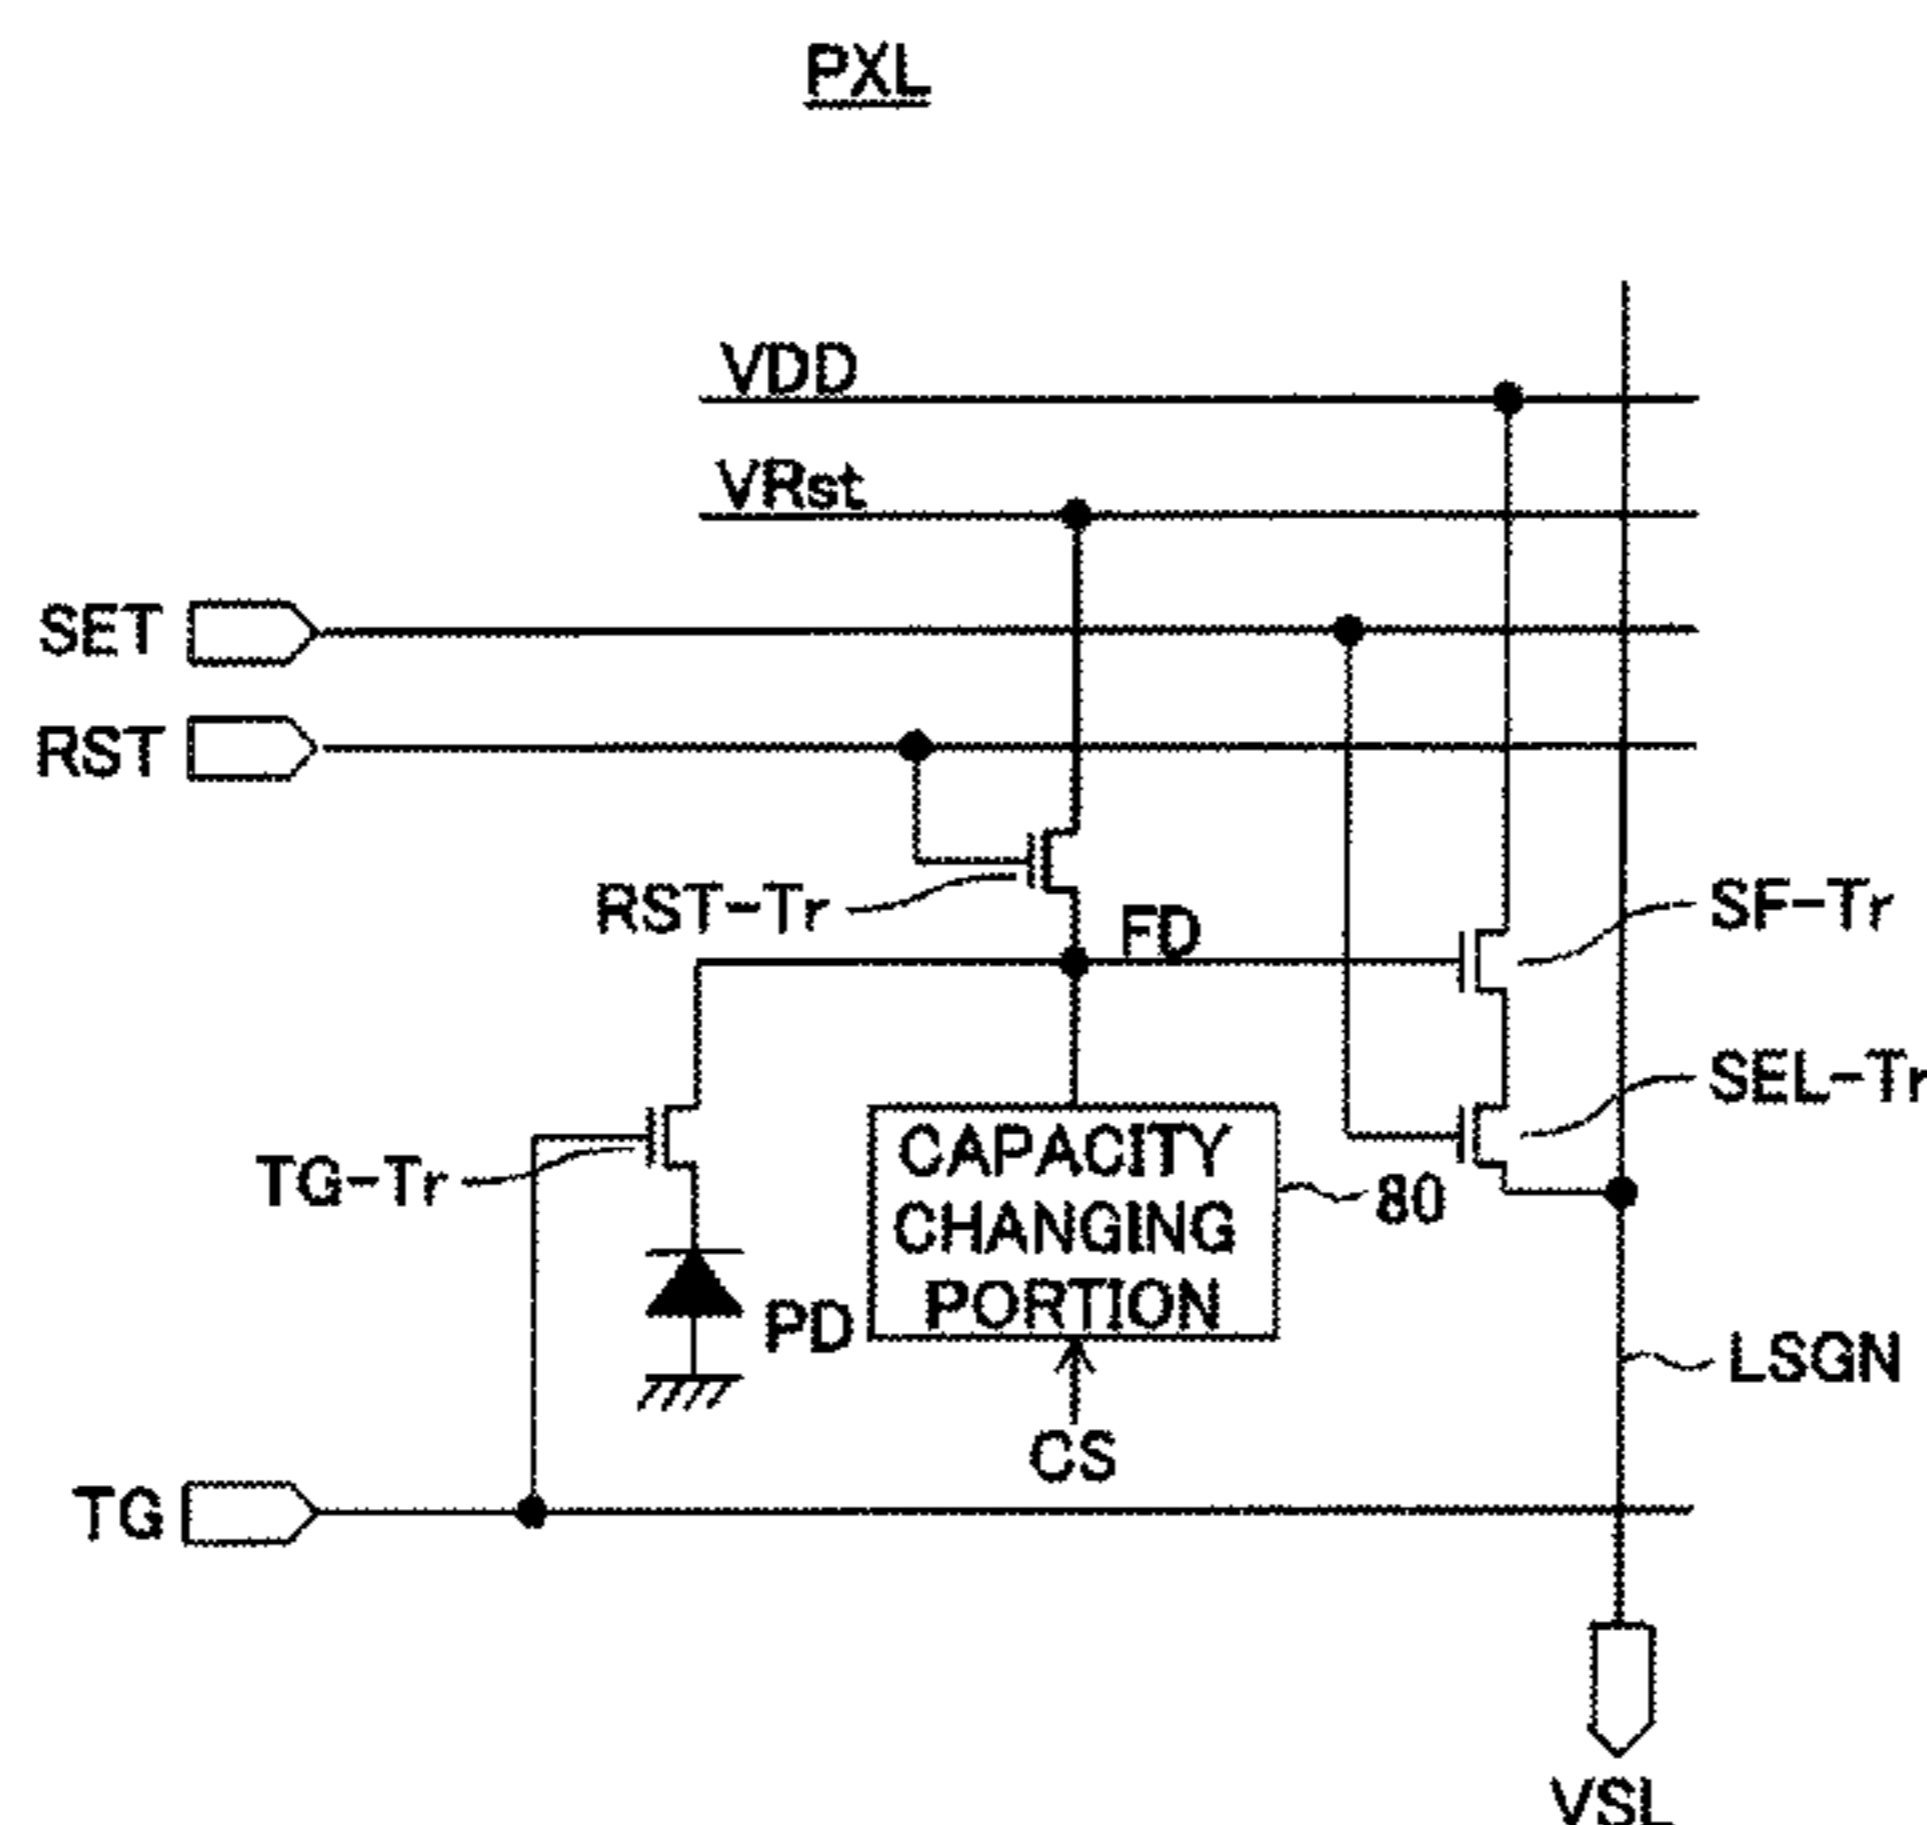 PXL
VDD
VRst
SET
RST
RST-Tr
FD
SF-Tr
SEL-Tr
TG-Tr
CAPACITY
CHANGING
PORTION
80
PD
LSGN
CS
TG
VSL